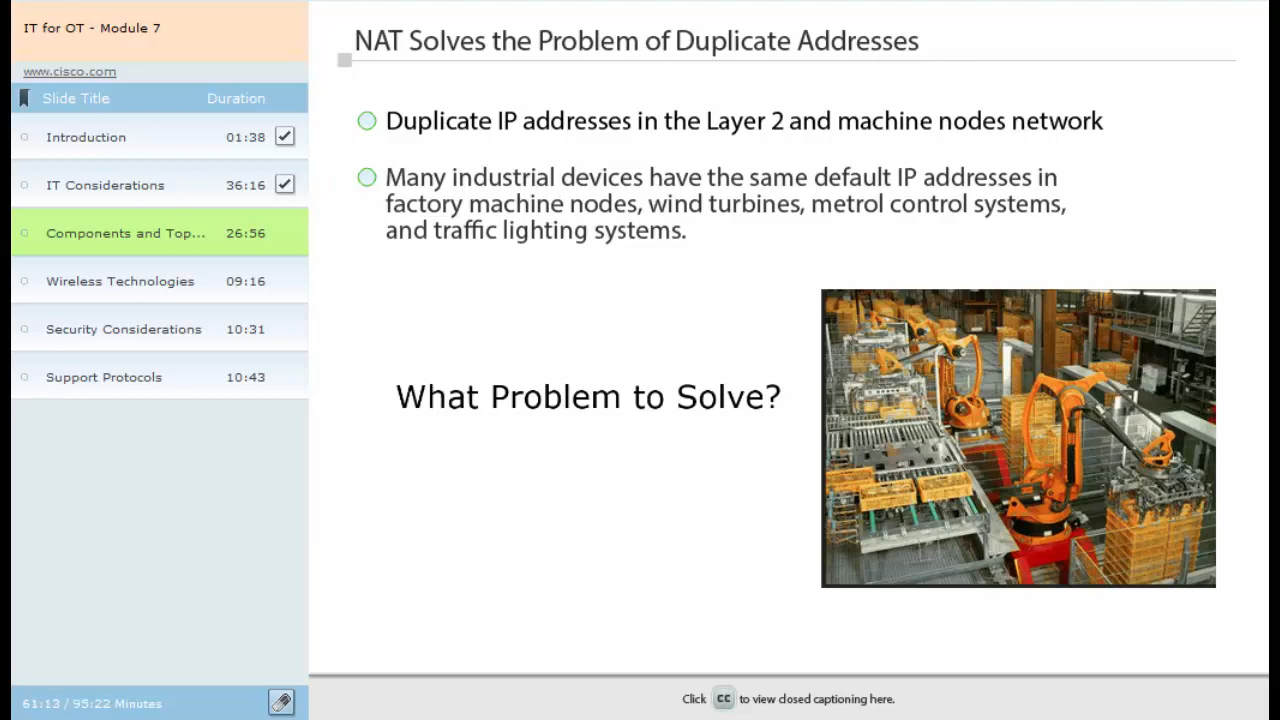 IT for OT - Module 7
www.cisco.com
Slide Title Duration
Introduction 01:38
IT Considerations 36:16
Components and Top... 26:56
Wireless Technologies 09:16
Security Considerations 10:31
Support Protocols 10:43
61:13 / 95:22 Minutes
NAT Solves the Problem of Duplicate Addresses
Duplicate IP addresses in the Layer 2 and machine nodes network
Many industrial devices have the same default IP addresses in
factory machine nodes, wind turbines, metrol control systems,
and traffic lighting systems.
What Problem to Solve?
Click CC to view closed captioning here.